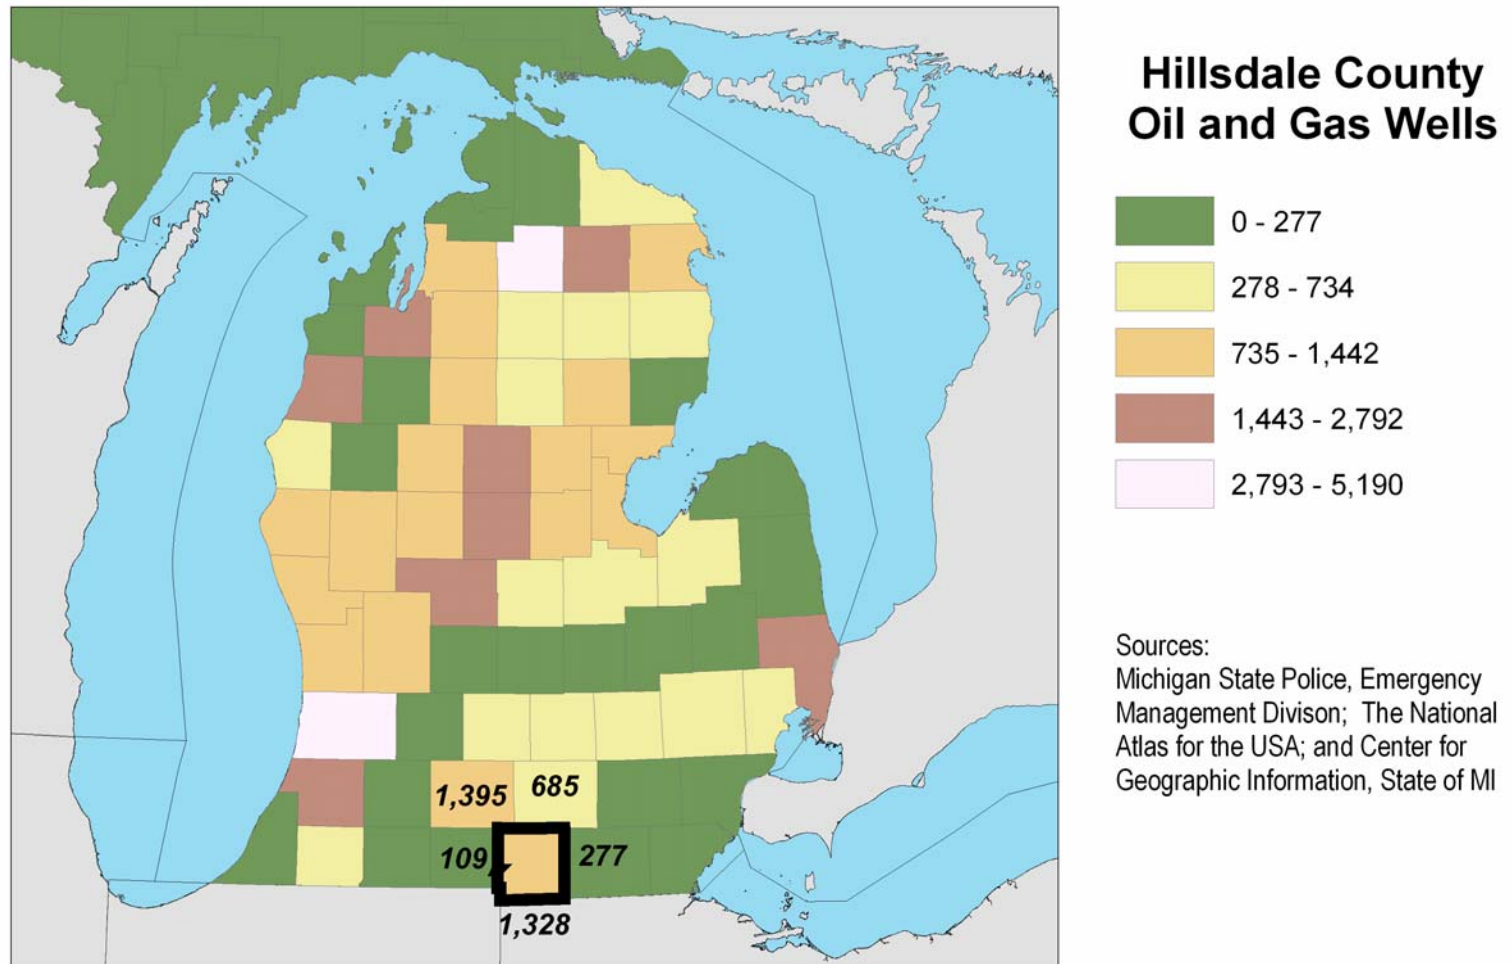 Hillsdale County
Oil and Gas Wells
0 - 277
278 - 734
735 - 1,442
1,443 - 2,792
2,793 - 5,190
Sources:
Michigan State Police, Emergency
Management Divison; The National
Atlas for the USA; and Center for
Geographic Information, State of MI
1,395
685
109
277
1,328